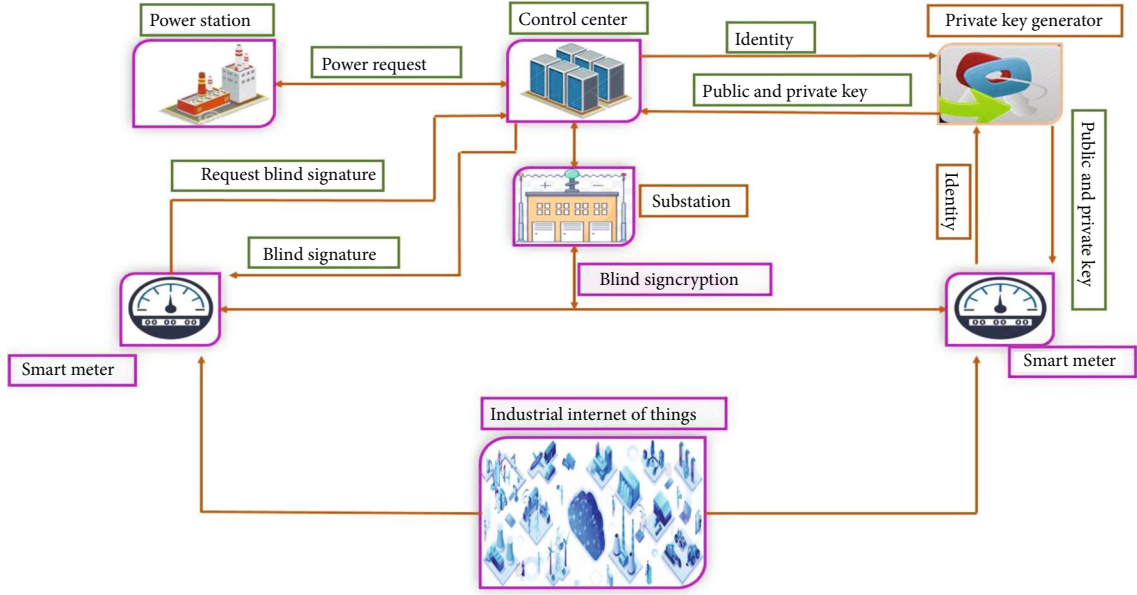 Power station
Control center
Private key generator
Identity
Power request
Public and private key
Public and private key
Identity
Request blind signature
Substation
Blind signature
Blind signcryption
Smart meter
Smart meter
Industrial internet of things